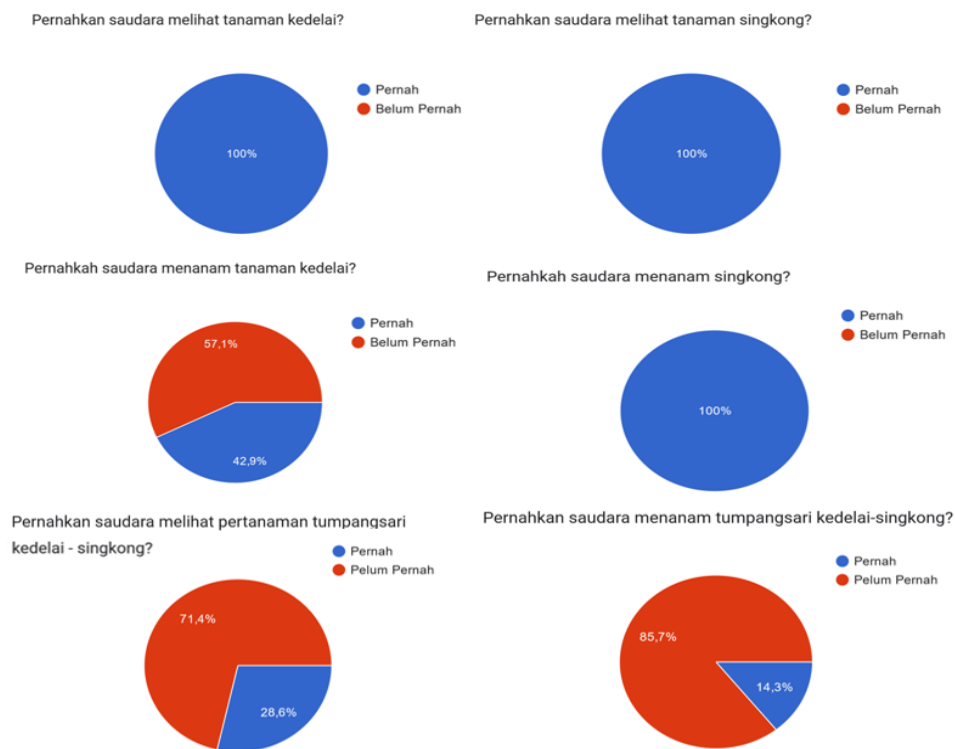 Pernahkan saudara melihat tanaman kedelai?
Pernah
Belum Pernah
100%
Pernahkan saudara melihat tanaman singkong?
Pernah
Belum Pernah
100%
Pernahkah saudara menanam tanaman kedelai?
Pernah
Belum Pernah
57,1%
42,9%
Pernahkah saudara menanam singkong?
Pernah
Belum Pernah
100%
Pernahkan saudara melihat pertanaman tumpangsari
kedelai - singkong?
Pernah
Pelum Pernah
71,4%
28,6%
Pernahkan saudara menanam tumpangsari kedelai-singkong?
Pernah
Pelum Pernah
85,7%
14,3%